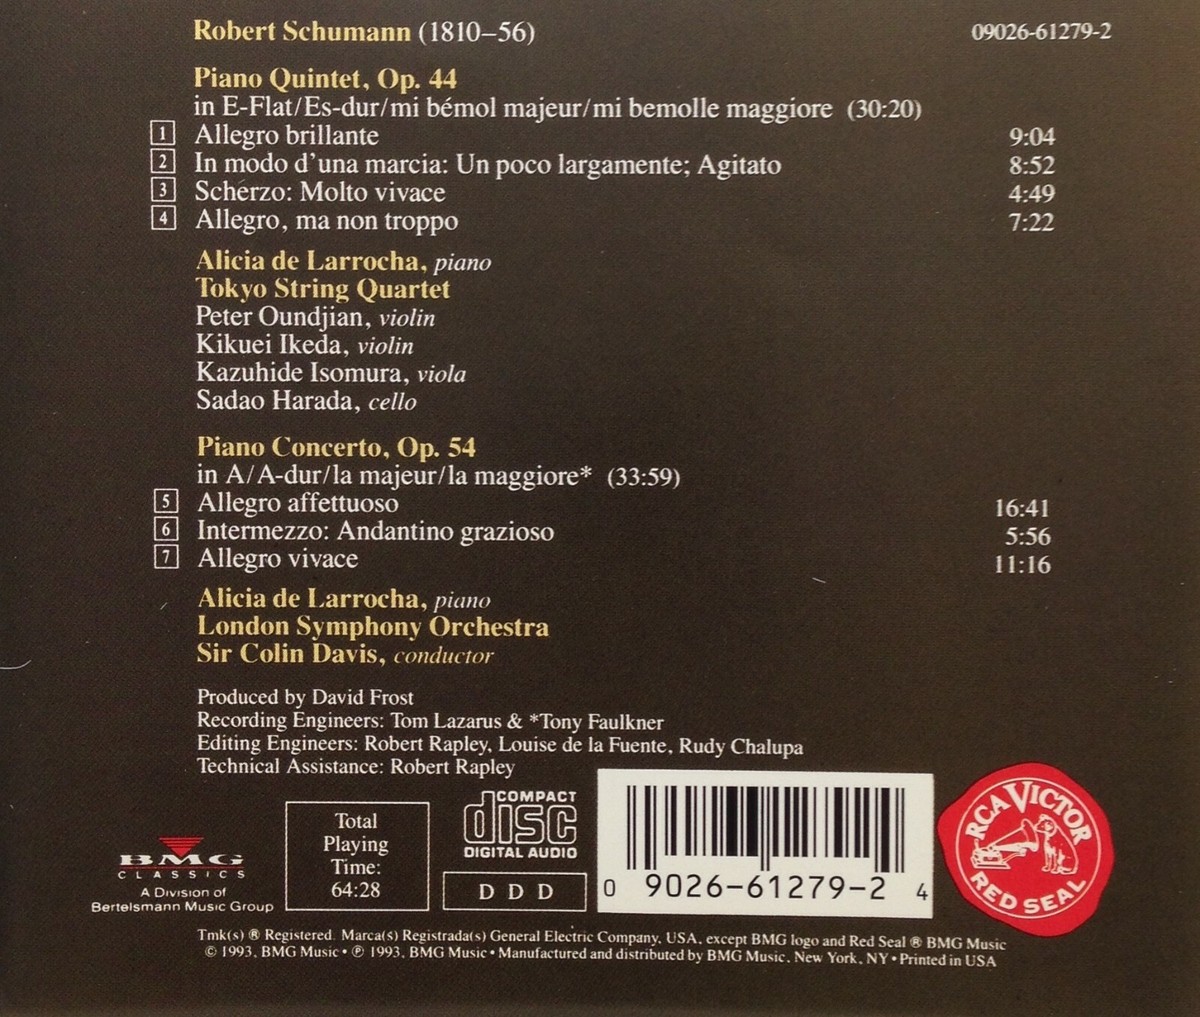 Robert Schumann (1810–56) 09026-61279-2
Piano Quintet, Op. 44
in E-Flat/Es-dur/mi bémol majeur/mi bemolle maggiore (30:20)
1 Allegro brillante 9:04
2 In modo d'una marcia: Un poco largamente; Agitato 8:52
3 Scherzo: Molto vivace 4:49
4 Allegro, ma non troppo 7:22
Alicia de Larrocha, piano
Tokyo String Quartet
Peter Oundjian, violin
Kikuei Ikeda, violin
Kazuhide Isomura, viola
Sadao Harada, cello
Piano Concerto, Op. 54
in A/A-dur/la majeur/la maggiore* (33:59)
5 Allegro affettuoso 16:41
6 Intermezzo: Andantino grazioso 5:56
7 Allegro vivace 11:16
Alicia de Larrocha, piano
London Symphony Orchestra
Sir Colin Davis, conductor
Produced by David Frost
Recording Engineers: Tom Lazarus & *Tony Faulkner
Editing Engineers: Robert Rapley, Louise de la Fuente, Rudy Chalupa
Technical Assistance: Robert Rapley
BMG
CLASSICS
A Division of
Bertelsmann Music Group
Total
Playing
Time:
64:28
COMPACT
disc
DIGITAL AUDIO
D D D
0 9026-61279-2 4
RCA VICTOR
RED SEAL
Tmk(s) ® Registered. Marca(s) Registrada(s) General Electric Company, USA, except BMG logo and Red Seal ® BMG Music
© 1993, BMG Music • ℗ 1993, BMG Music • Manufactured and distributed by BMG Music, New York, NY • Printed in USA